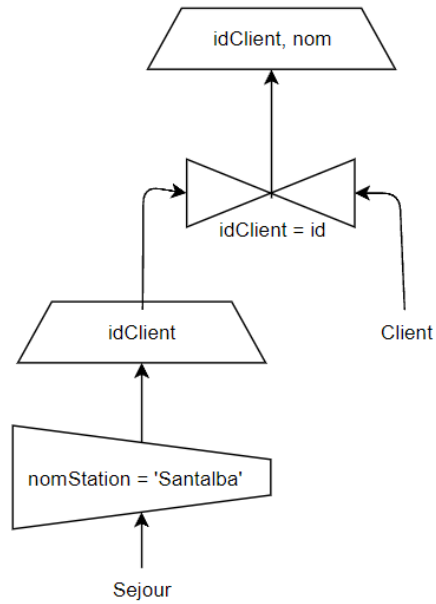 idClient, nom
idClient = id
idClient
Client
nomStation = 'Santalba'
Sejour